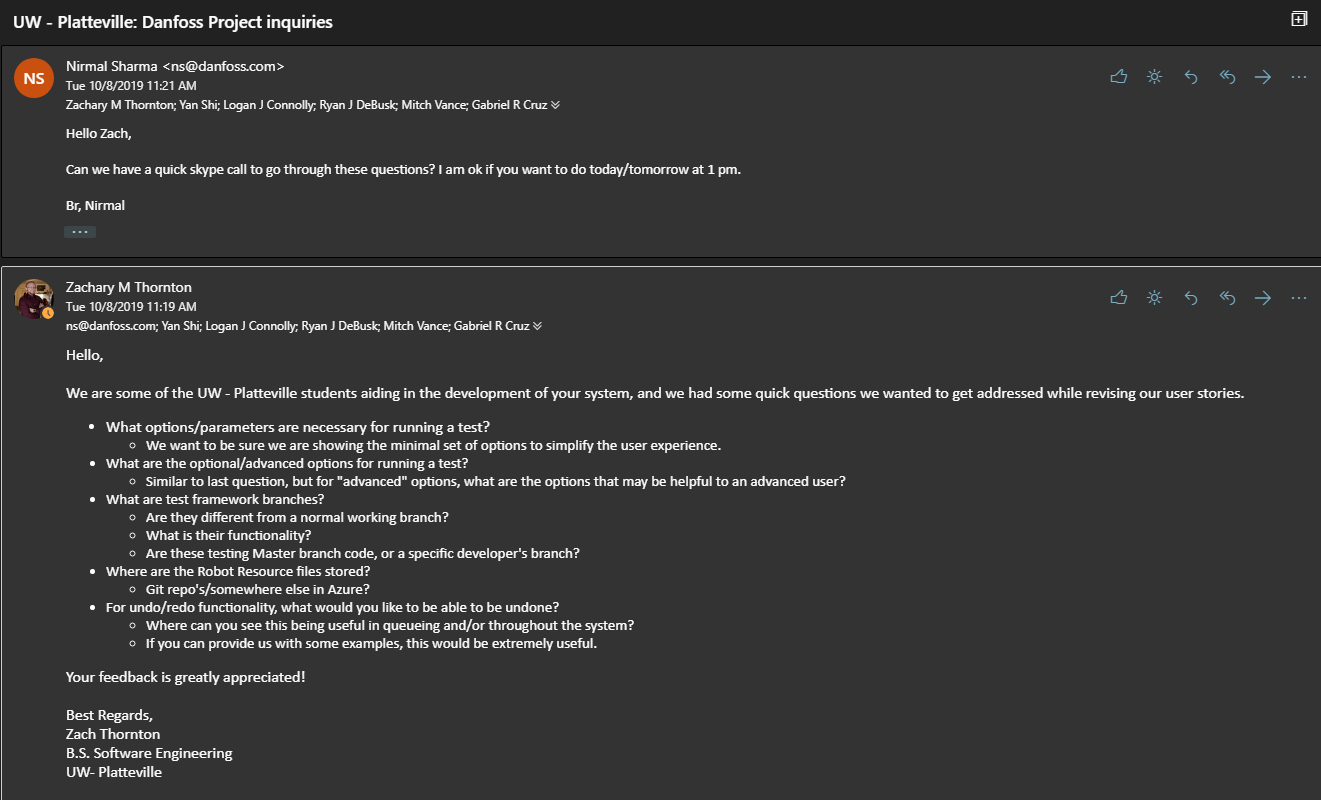 UW - Platteville: Danfoss Project inquiries
NS
Nirmal Sharma <ns@danfoss.com>
Tue 10/8/2019 11:21 AM
Zachary M Thornton; Yan Shi; Logan J Connolly; Ryan J DeBusk; Mitch Vance; Gabriel R Cruz
Hello Zach,
Can we have a quick skype call to go through these questions? I am ok if you want to do today/tomorrow at 1 pm.
Br, Nirmal
...
Zachary M Thornton
Tue 10/8/2019 11:19 AM
ns@danfoss.com; Yan Shi; Logan J Connolly; Ryan J DeBusk; Mitch Vance; Gabriel R Cruz
Hello,
We are some of the UW - Platteville students aiding in the development of your system, and we had some quick questions we wanted to get addressed while revising our user stories.
• What options/parameters are necessary for running a test?
◦ We want to be sure we are showing the minimal set of options to simplify the user experience.
• What are the optional/advanced options for running a test?
◦ Similar to last question, but for "advanced" options, what are the options that may be helpful to an advanced user?
• What are test framework branches?
◦ Are they different from a normal working branch?
◦ What is their functionality?
◦ Are these testing Master branch code, or a specific developer's branch?
• Where are the Robot Resource files stored?
◦ Git repo's/somewhere else in Azure?
• For undo/redo functionality, what would you like to be able to be undone?
◦ Where can you see this being useful in queueing and/or throughout the system?
◦ If you can provide us with some examples, this would be extremely useful.
Your feedback is greatly appreciated!
Best Regards,
Zach Thornton
B.S. Software Engineering
UW- Platteville